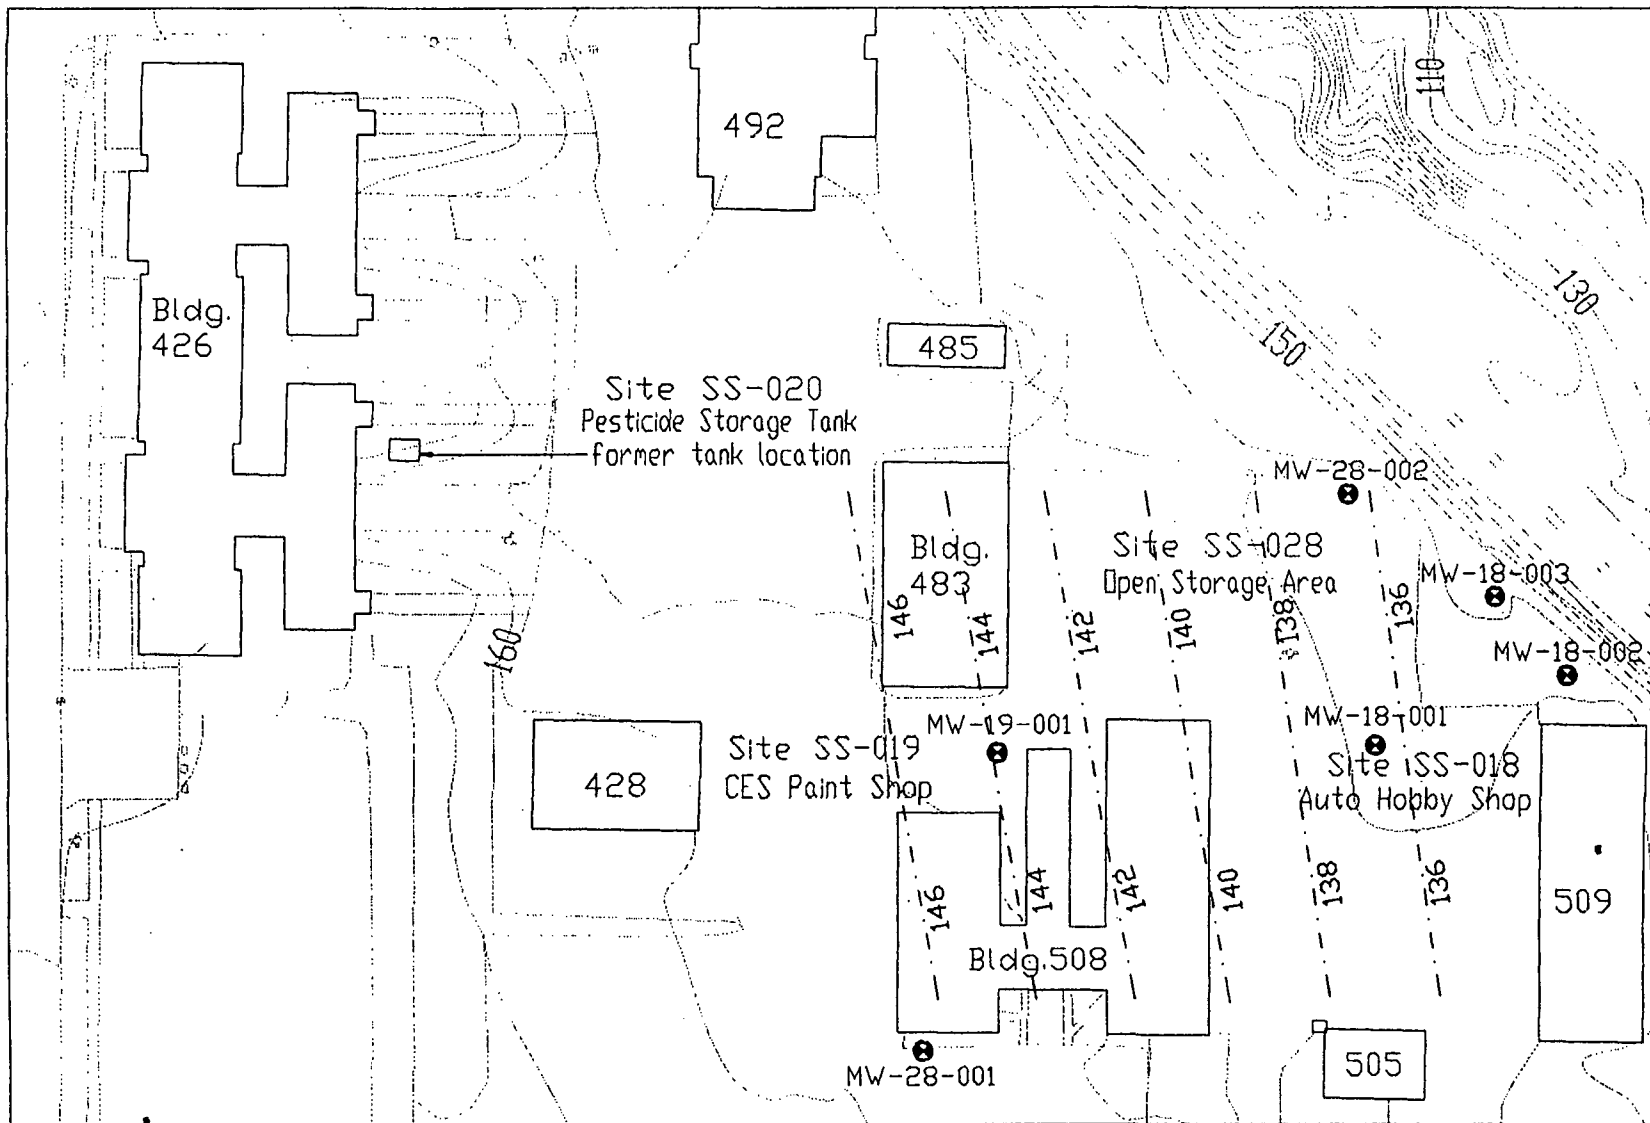 110
492
130
Bldg.
426
150
485
Site SS-020
Pesticide Storage Tank
former tank location
MW-28-002
Bldg.
483
Site SS-028
Open Storage Area
MW-18-003
146
144
142
140
138
136
160
MW-18-002
MW-19-001
MW-18-001
428
Site SS-019
CES Paint Shop
Site SS-018
Auto Hobby Shop
146
144
142
140
138
136
509
Bldg.508
505
MW-28-001